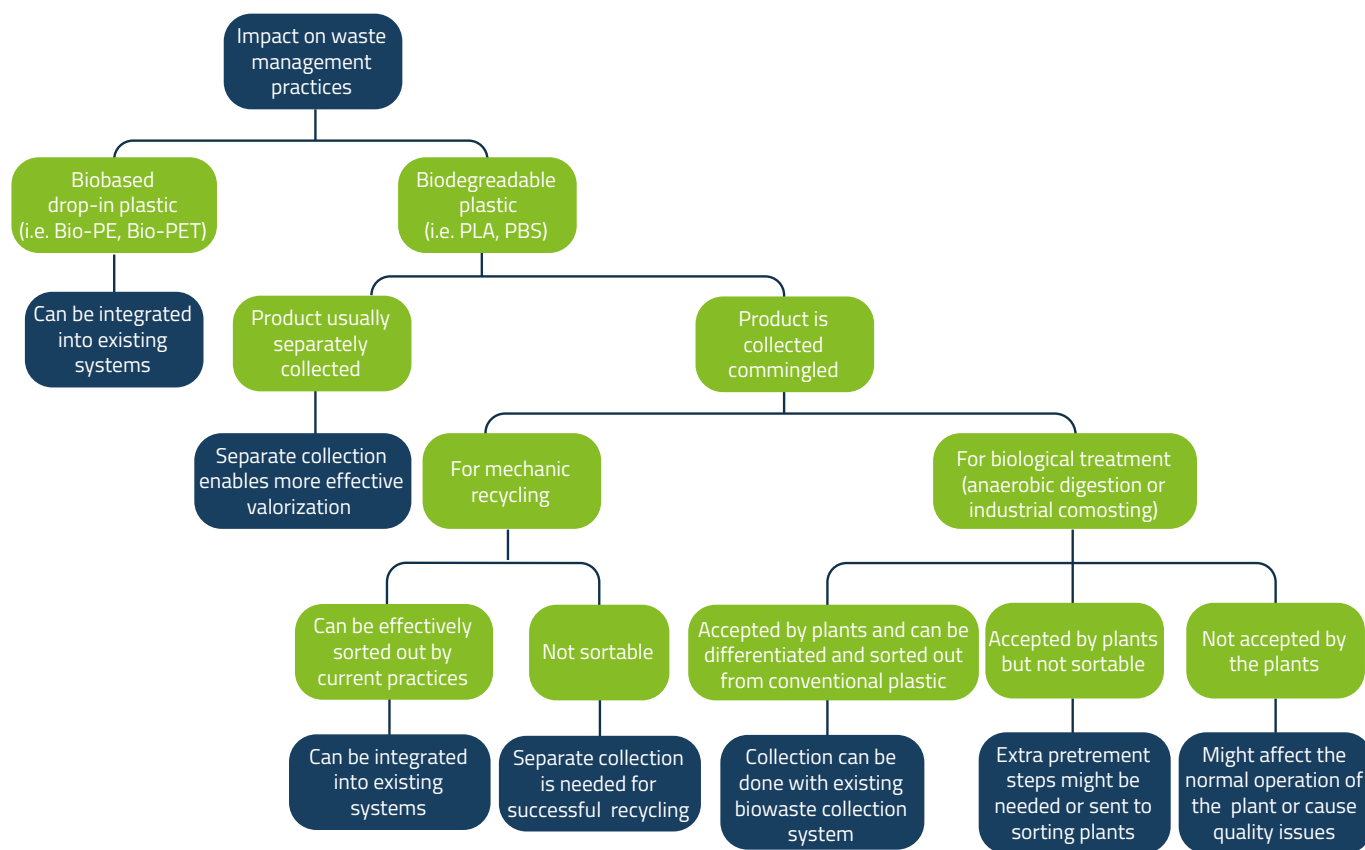 Impact on waste
management
practices
Biobased
drop-in plastic
(i.e. Bio-PE, Bio-PET)
Biodegreadable
plastic
(i.e. PLA, PBS)
Can be integrated
into existing
systems
Product usually
separately
collected
Product is
collected
commingled
Separate collection
enables more effective
valorization
For mechanic
recycling
For biological treatment
(anaerobic digestion or
industrial comosting)
Can be effectively
sorted out by
current practices
Not sortable
Accepted by plants and can be
differentiated and sorted out
from conventional plastic
Accepted by plants
but not sortable
Not accepted by
the plants
Can be integrated
into existing
systems
Separate collection
is needed for
successful recycling
Collection can be
done with existing
biowaste collection
system
Extra pretrement
steps might be
needed or sent to
sorting plants
Might affect the
normal operation of
the plant or cause
quality issues